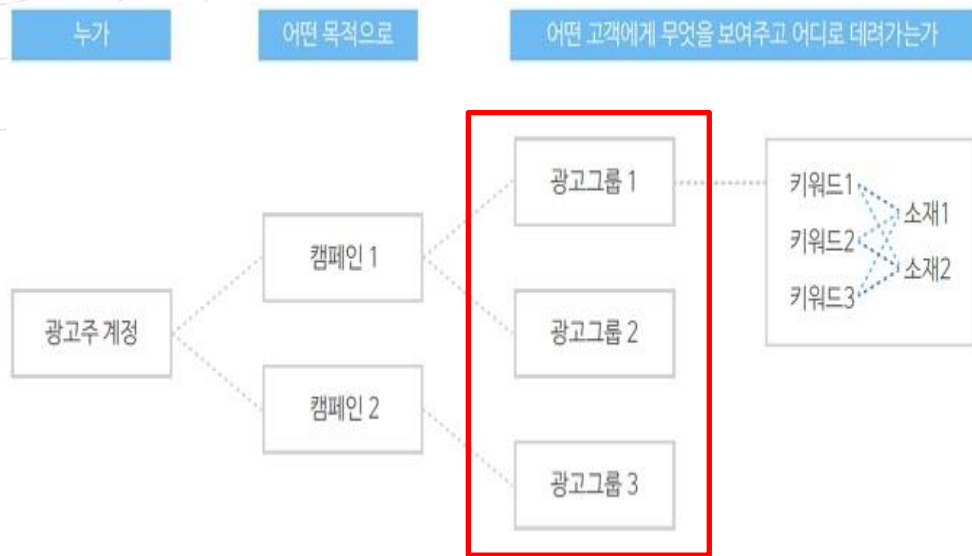 누가
어떤 목적으로
어떤 고객에게 무엇을 보여주고 어디로 데려가는가
광고주 계정
캠페인 1
캠페인 2
광고그룹 1
광고그룹 2
광고그룹 3
키워드1
키워드2
키워드3
소재1
소재2